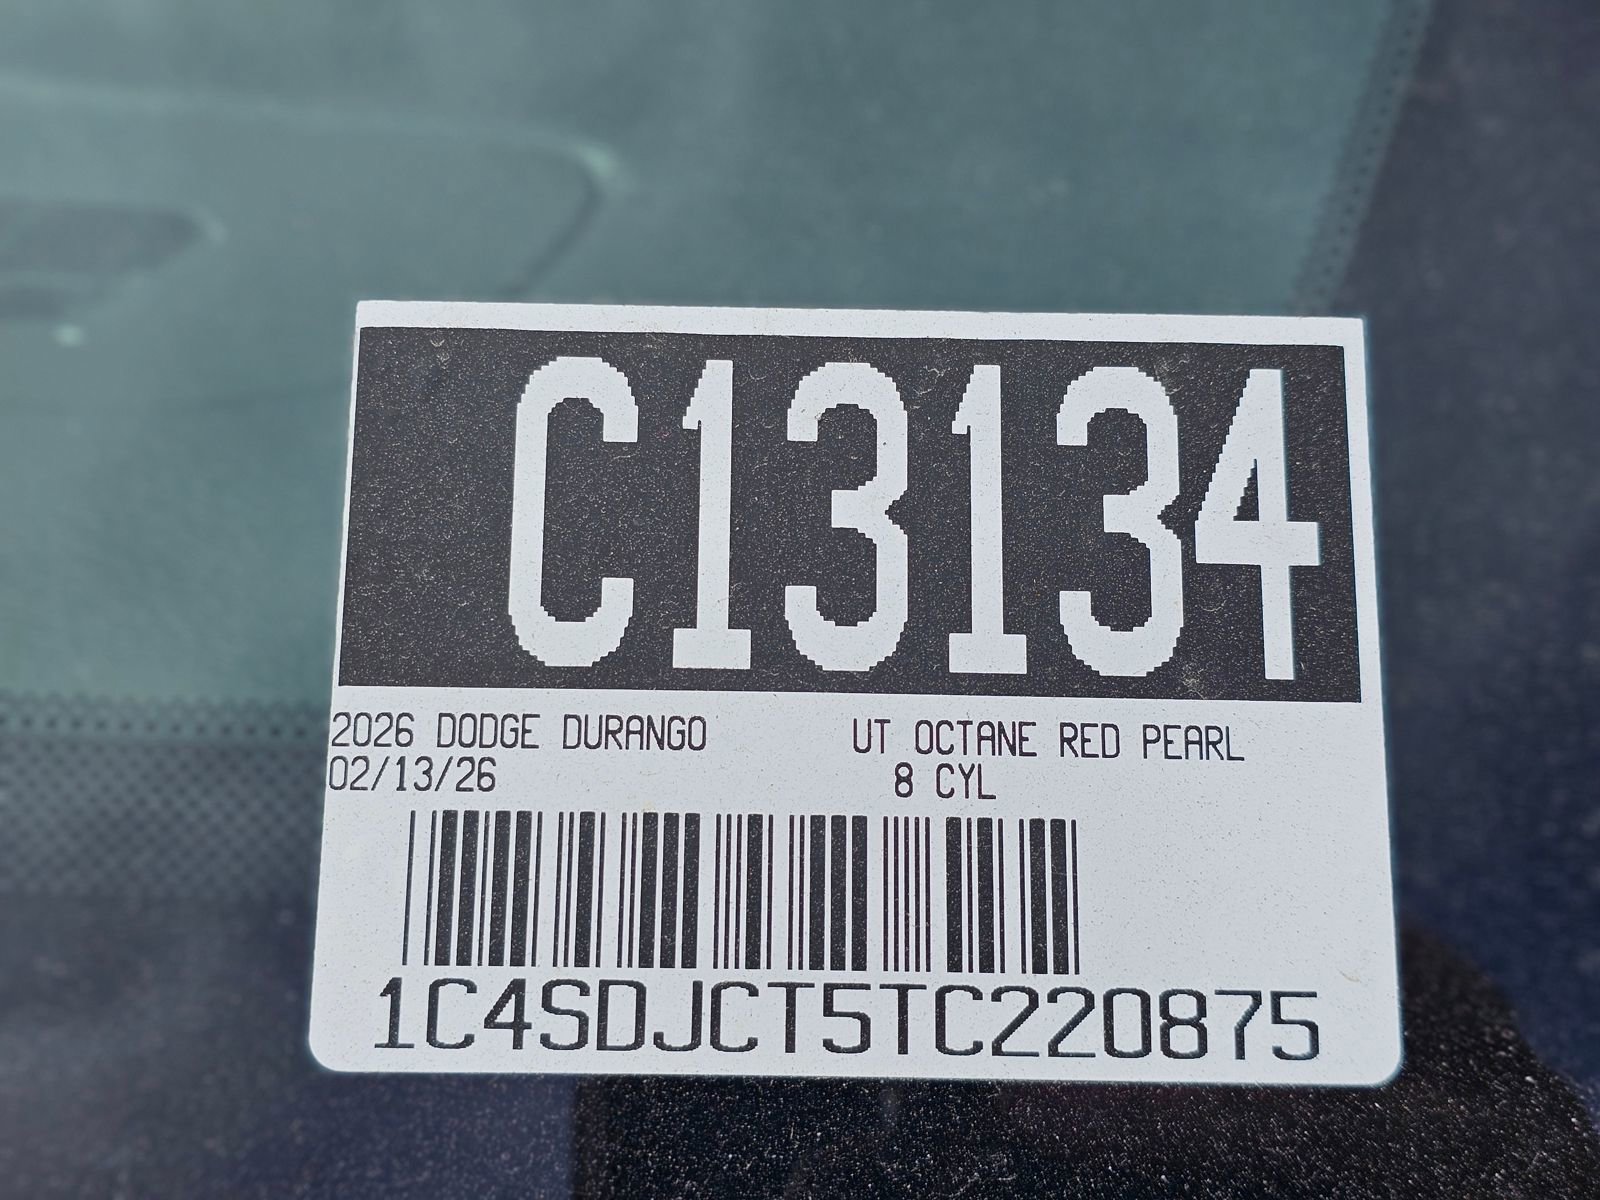 C13134
2026 DODGE DURANGO UT OCTANE RED PEARL
02/13/26 8 CYL
1C4SDJCT5TC220875